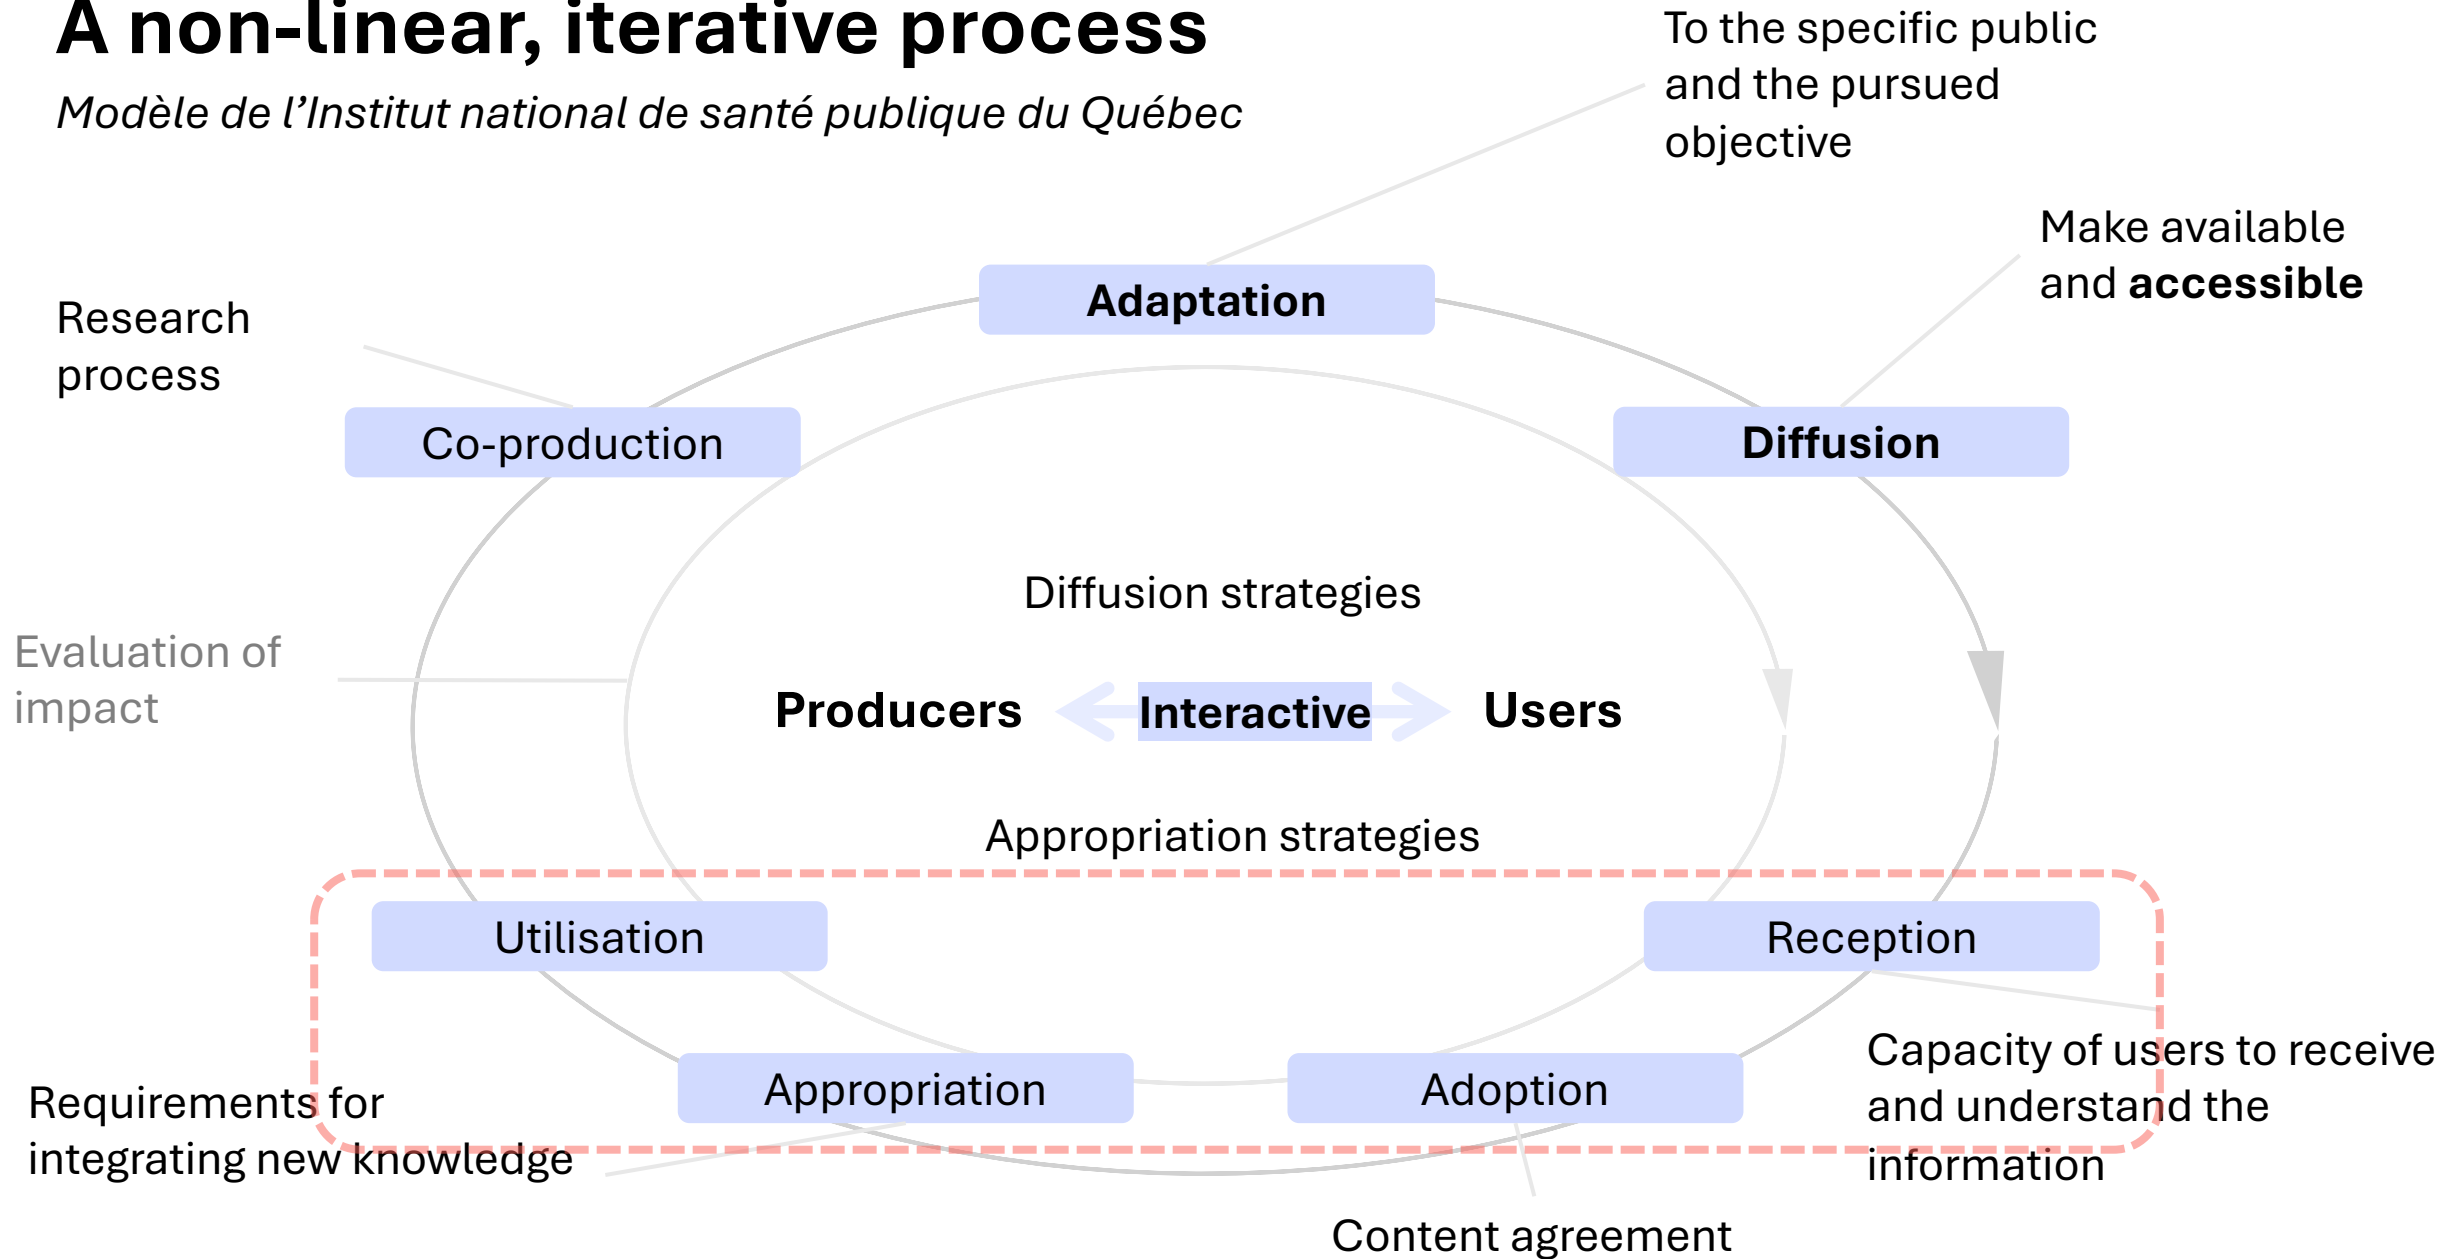 A non-linear, iterative process
Modèle de l’Institut national de santé publique du Québec
To the specific public
and the pursued
objective
Make available
and accessible
Adaptation
Research
process
Co-production
Diffusion
Diffusion strategies
Evaluation of
impact
Producers
Interactive
Users
Appropriation strategies
Utilisation
Reception
Appropriation
Adoption
Capacity of users to receive
and understand the
information
Requirements for
integrating new knowledge
Content agreement